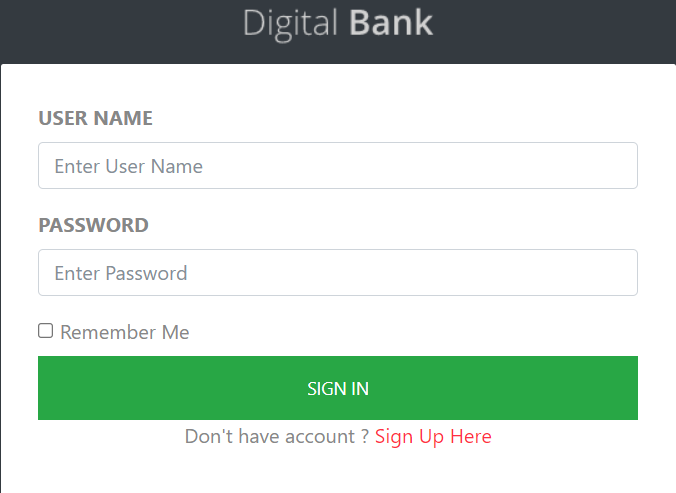 Digital Bank
USER NAME
Enter User Name
PASSWORD
Enter Password
Remember Me
SIGN IN
Don't have account ? Sign Up Here